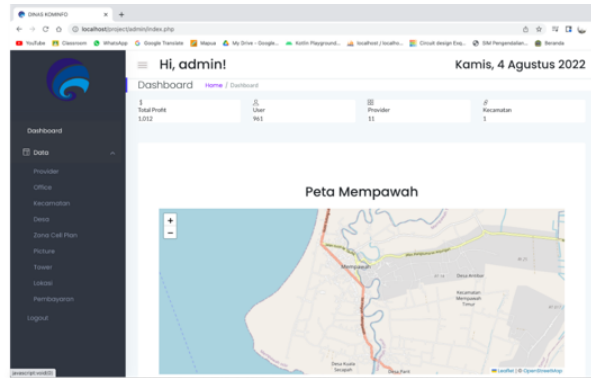 DINAS KOMINFO
localhost/project/admin/index.php
YouTube Classroom WhatsApp Google Translate Mapus My Drive - Google... Kotlin Playground... localhost / localho... Circuit design Exq... SIM Pengendalian... Beranda
Hi, admin!
Kamis, 4 Agustus 2022
Dashboard Home / Dashboard
Total Profit
1,012
User
961
Provider
11
Kecamatan
1
Dashboard
Data
Provider
Office
Kecamatan
Desa
Zone Cell Plan
Picture
Tower
Lokasi
Pembayaran
Logout
Peta Mempawah
+
−
Mempawah
Desa Antibar
Kecamatan
Mempawah
Timur
Desa Kuala
Secapah
Desa Parit
Leaflet | © OpenStreetMap
javascript:void(0)